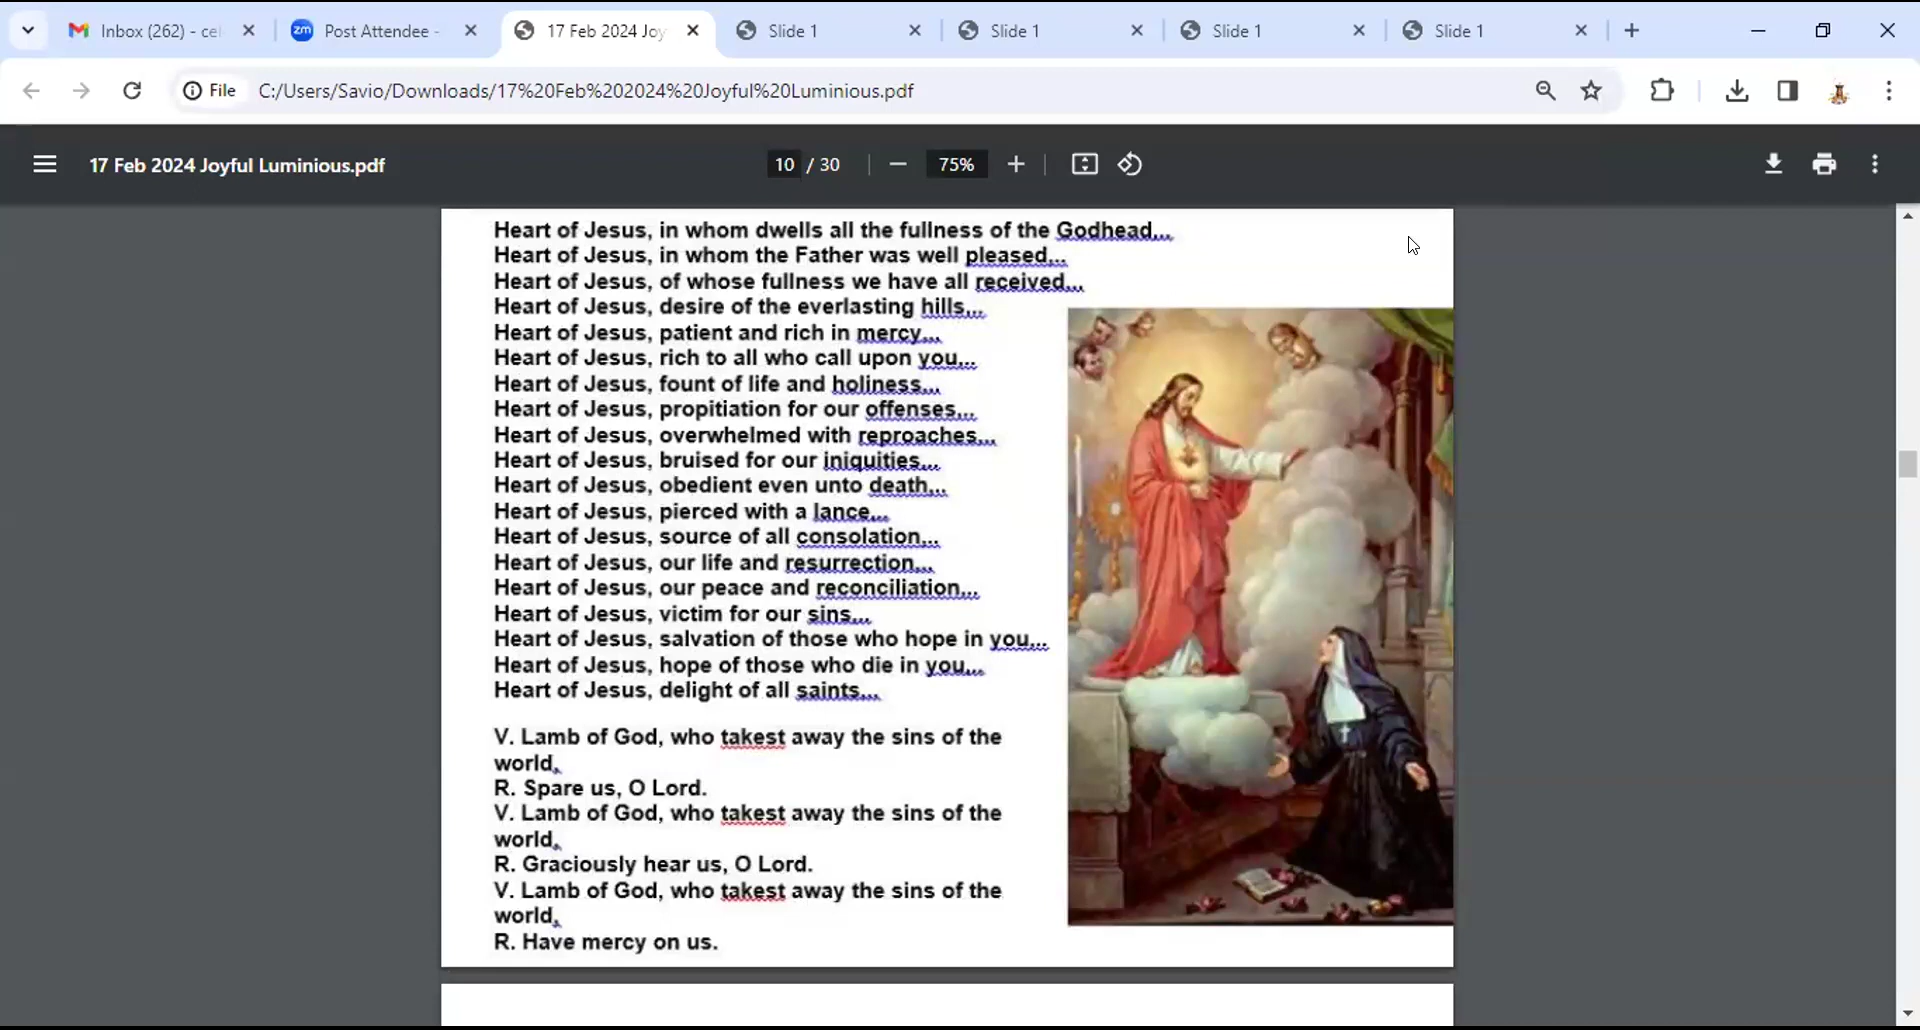 Inbox (262) - cel
Post Attendee -
17 Feb 2024 Joy
Slide 1
Slide 1
Slide 1
Slide 1
File
C:/Users/Savio/Downloads/17%20Feb%202024%20Joyful%20Luminious.pdf
17 Feb 2024 Joyful Luminious.pdf
10 / 30
75%
Heart of Jesus, in whom dwells all the fullness of the Godhead...
Heart of Jesus, in whom the Father was well pleased...
Heart of Jesus, of whose fullness we have all received...
Heart of Jesus, desire of the everlasting hills...
Heart of Jesus, patient and rich in mercy...
Heart of Jesus, rich to all who call upon you...
Heart of Jesus, fount of life and holiness...
Heart of Jesus, propitiation for our offenses...
Heart of Jesus, overwhelmed with reproaches...
Heart of Jesus, bruised for our iniquities...
Heart of Jesus, obedient even unto death...
Heart of Jesus, pierced with a lance...
Heart of Jesus, source of all consolation...
Heart of Jesus, our life and resurrection...
Heart of Jesus, our peace and reconciliation...
Heart of Jesus, victim for our sins...
Heart of Jesus, salvation of those who hope in you...
Heart of Jesus, hope of those who die in you...
Heart of Jesus, delight of all saints...
V. Lamb of God, who takest away the sins of the
world,
R. Spare us, O Lord.
V. Lamb of God, who takest away the sins of the
world,
R. Graciously hear us, O Lord.
V. Lamb of God, who takest away the sins of the
world,
R. Have mercy on us.